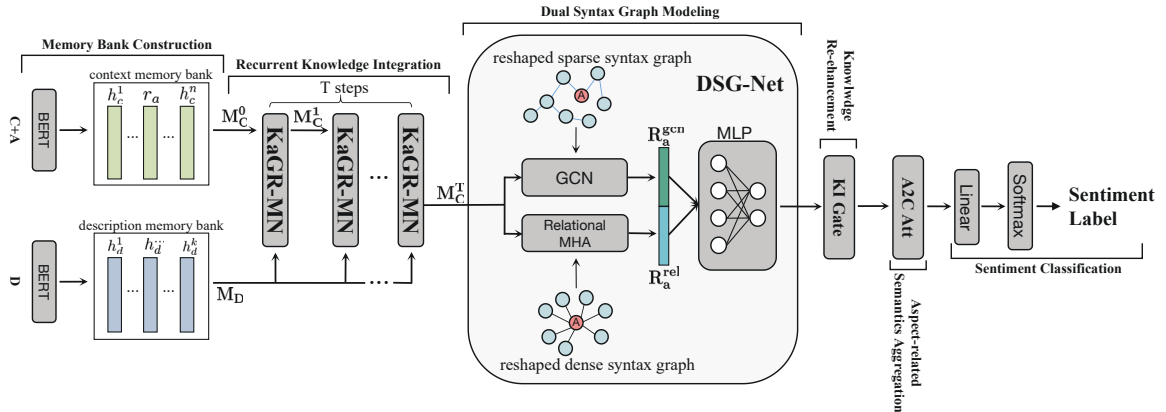 Dual Syntax Graph Modeling
Memory Bank Construction
Recurrent Knowledge Integration
context memory bank
h_c^1 r_a h_c^n
... ...
C+A
BERT
M_C^0
T steps
M_C^1
KaGR-MN
KaGR-MN
...
KaGR-MN
M_C^T
description memory bank
h_d^1 h_d^... h_d^k
... ...
D
BERT
M_D
...
reshaped sparse syntax graph
A
DSG-Net
GCN
R_a^gcn
MLP
Relational
MHA
R_a^rel
A
reshaped dense syntax graph
Knowlwdge
Re-ehancement
KI Gate
A2C Att
Aspect-related
Semantics Aggregation
Linear
Softmax
Sentiment
Label
Sentiment Classification